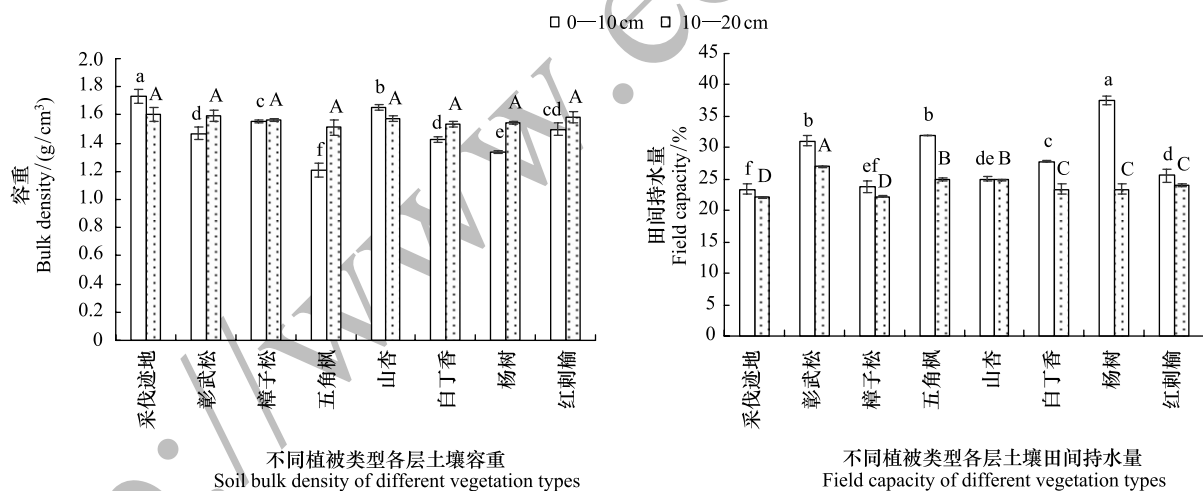 0—10cm 10—20cm
容重
Bulk density/(g/cm³)
2.0
1.8
1.6
1.4
1.2
1.0
0.8
0.6
0.4
0.2
0
a A
d A
c A
f A
b A
d A
e A
cd A
采伐迹地
彰武松
樟子松
五角枫
山杏
白丁香
杨树
红刺榆
不同植被类型各层土壤容重
Soil bulk density of different vegetation types
田间持水量
Field capacity/%
45
40
35
30
25
20
15
10
5
0
f D
b A
ef D
b B
de B
c C
a C
d C
采伐迹地
彰武松
樟子松
五角枫
山杏
白丁香
杨树
红刺榆
不同植被类型各层土壤田间持水量
Field capacity of different vegetation types
://www.